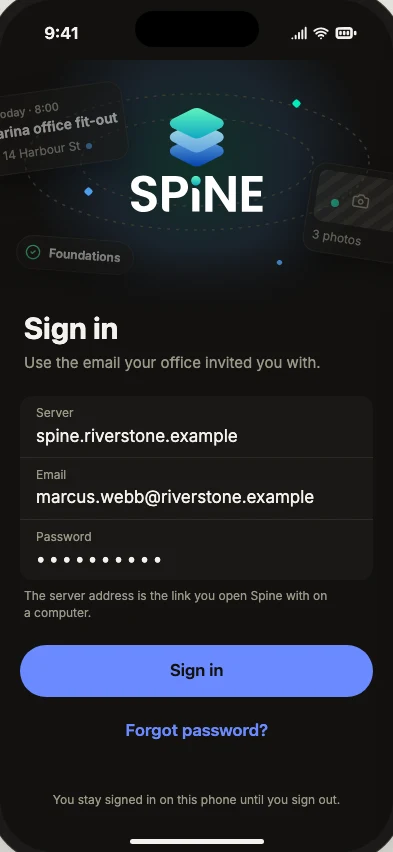 9:41
oday · 8:00
arina office fit-out
14 Harbour St
SPiNE
3 photos
Foundations
Sign in
Use the email your office invited you with.
Server
spine.riverstone.example
Email
marcus.webb@riverstone.example
Password
The server address is the link you open Spine with on
a computer.
Sign in
Forgot password?
You stay signed in on this phone until you sign out.